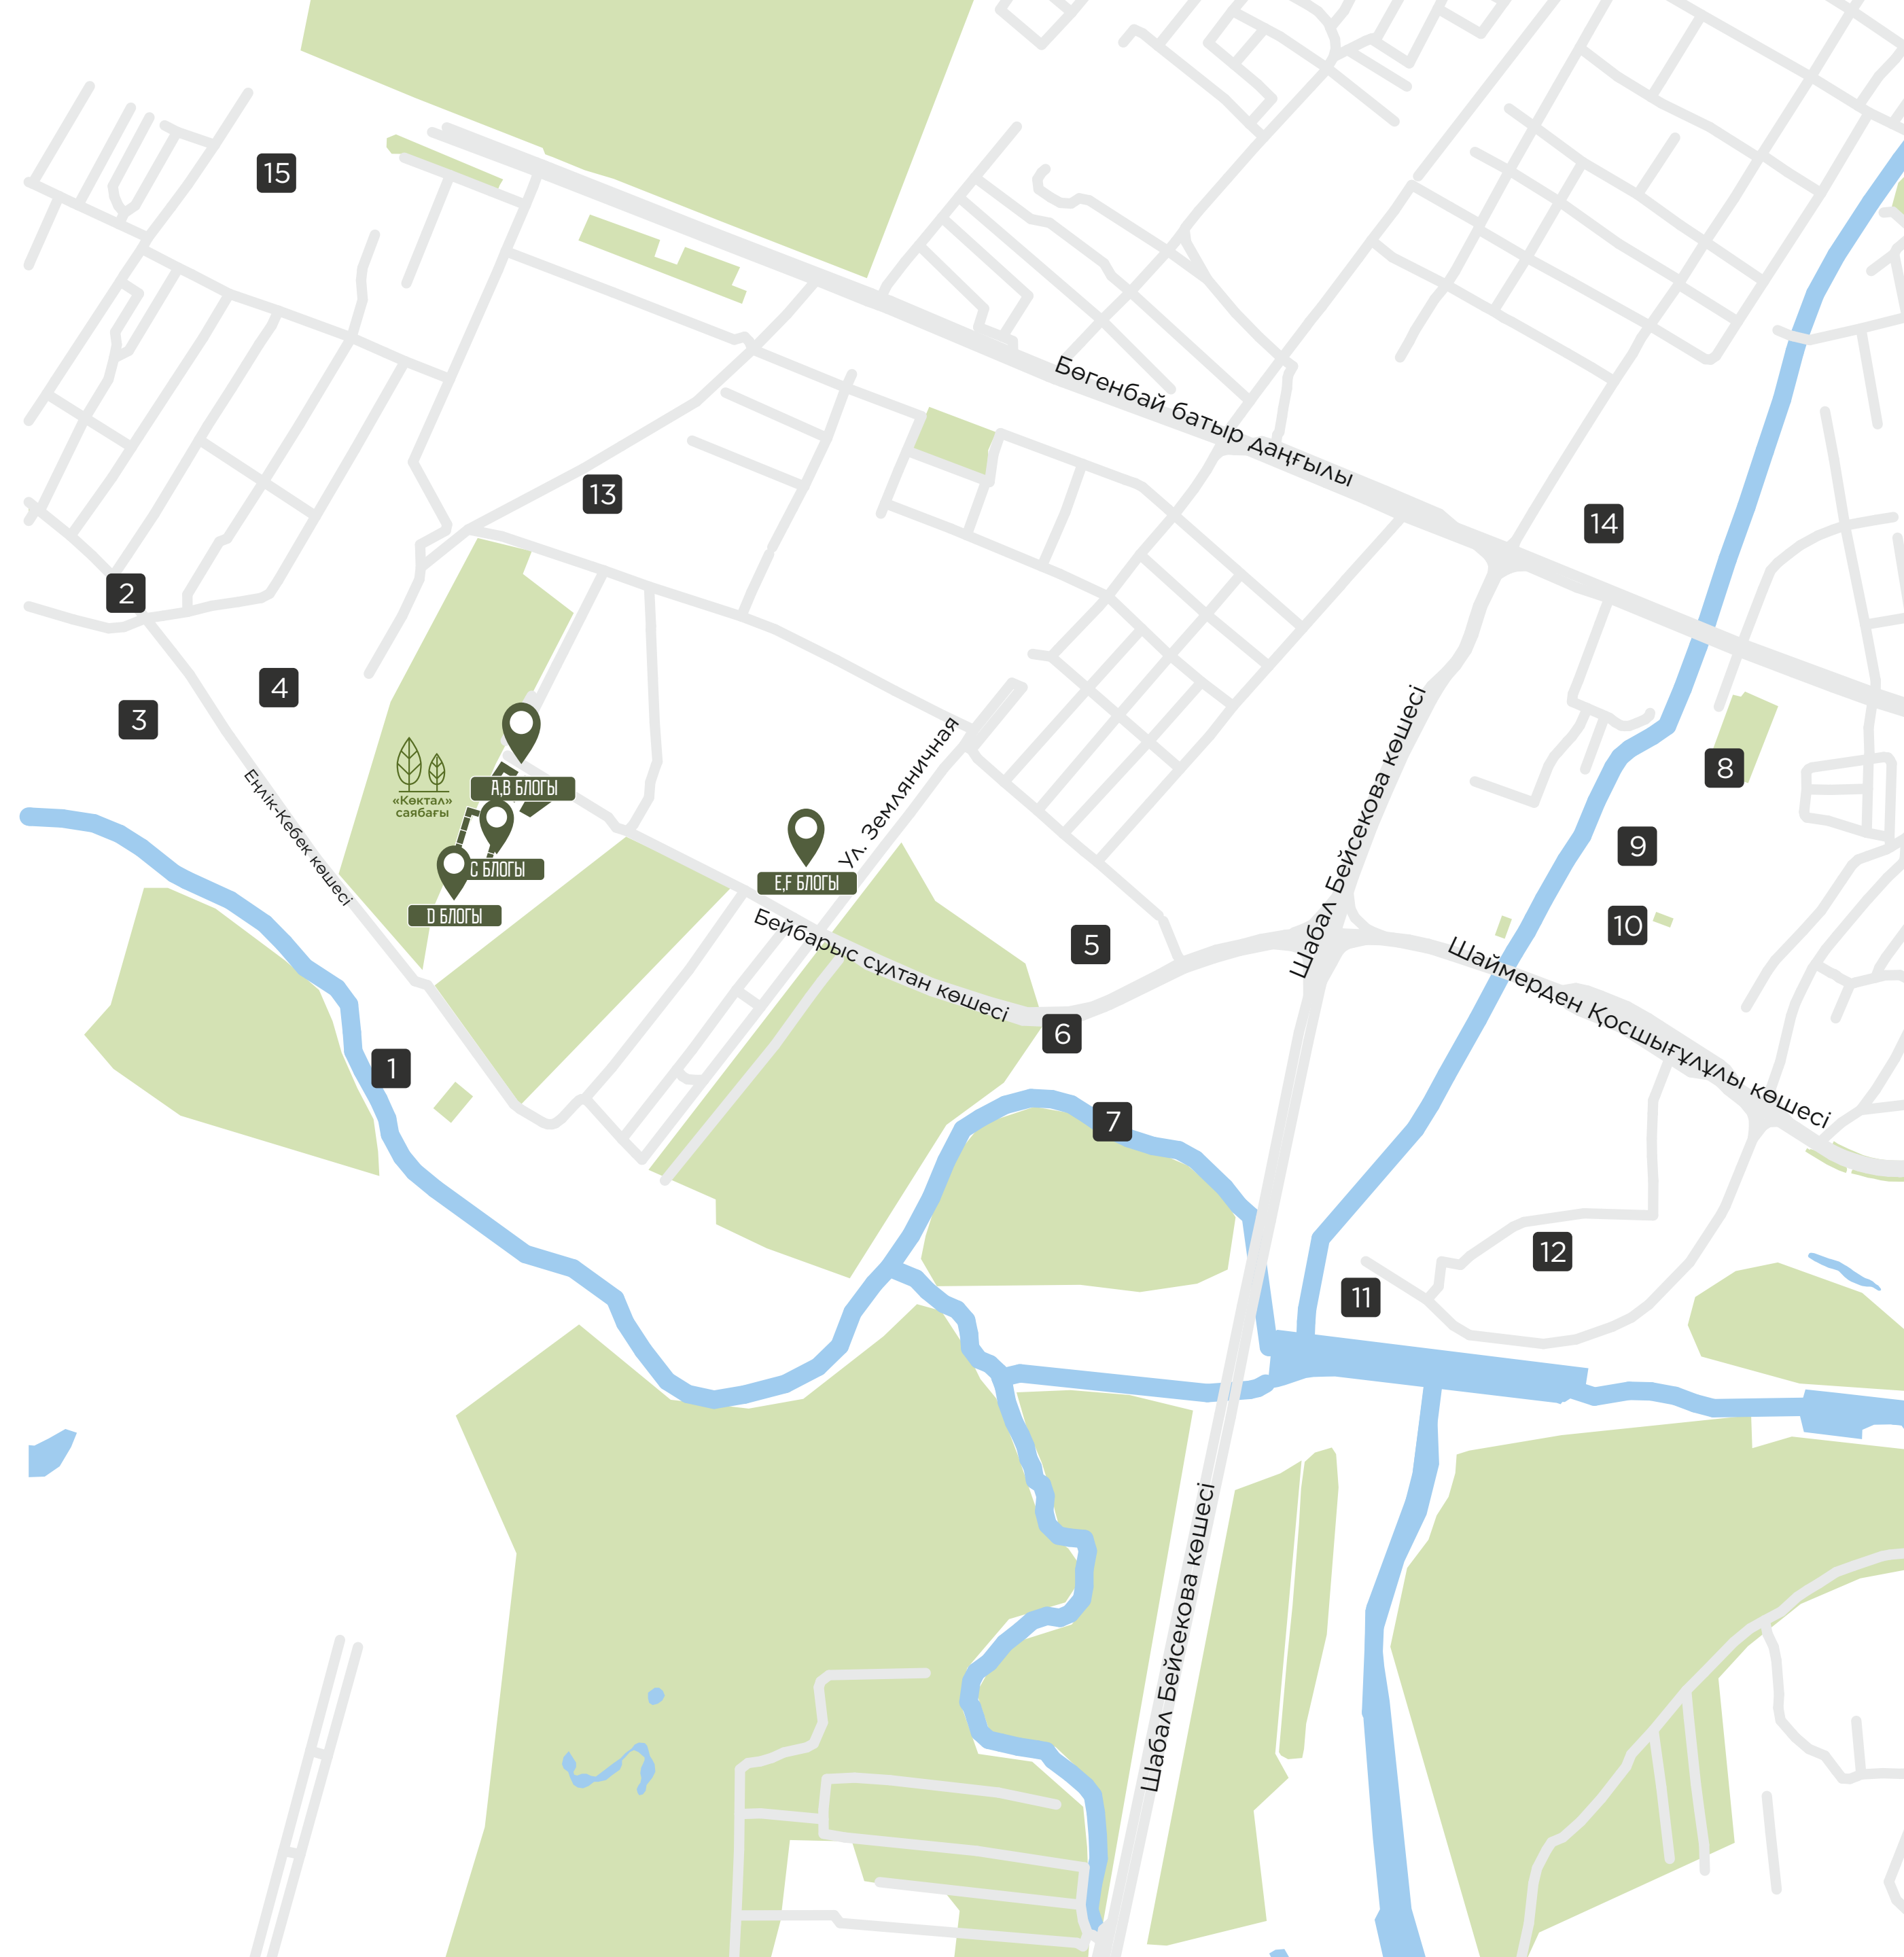 15
Бөгенбай батыр даңғылы
13
14
2
4
3
Шабал Бейсекова көшесі
Ул. Земляничная
8
A,B БЛОГЫ
«Көктал»
саябағы
Еңлік-Кебек көшесі
9
C БЛОГЫ
E,F БЛОГЫ
D БЛОГЫ
10
5
Бейбарыс сұлтан көшесі
Шаймерден Қосшығұлұлы көшесі
6
1
7
12
11
Шабал Бейсекова көшесі